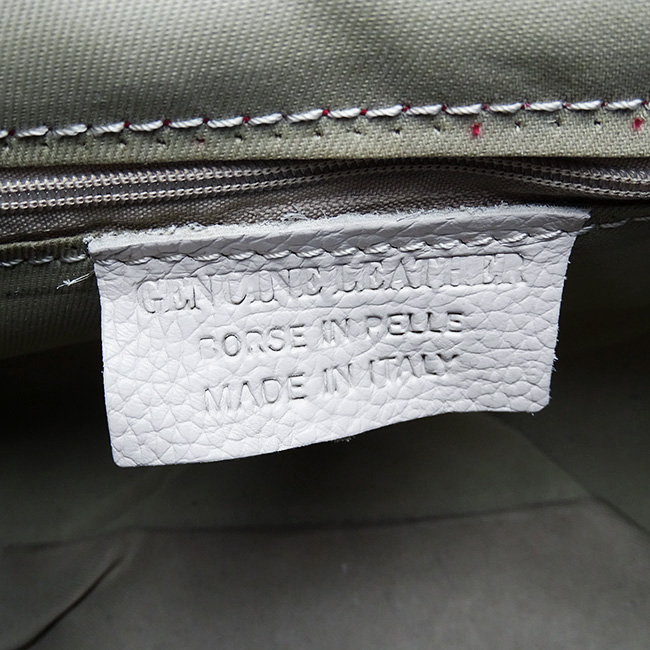 GENUINE LEATHER
BORSE IN PELLE
MADE IN ITALY